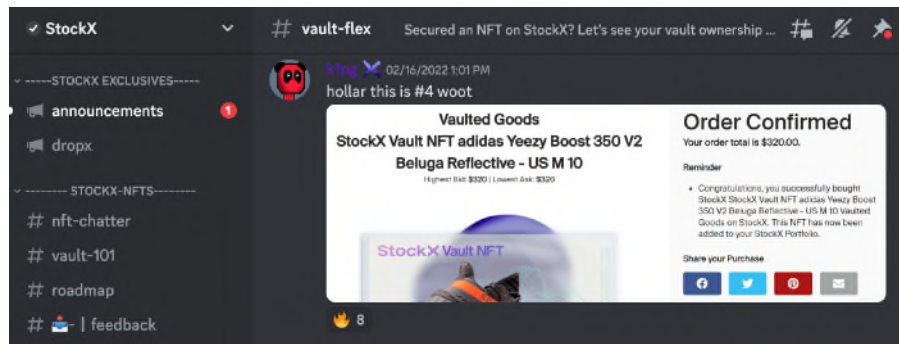 StockX
-----STOCKX EXCLUSIVES-----
announcements
1
dropx
-------- STOCKX-NFTS--------
nft-chatter
vault-101
roadmap
| feedback
vault-flex
Secured an NFT on StockX? Let's see your vault ownership ...
k1ng 02/16/2022 1:01 PM
hollar this is #4 woot
Vaulted Goods
StockX Vault NFT adidas Yeezy Boost 350 V2
Beluga Reflective - US M 10
Highest Bid: $320 | Lowest Ask: $326
StockX Vault NFT
Order Confirmed
Your order total is $320.00.
Reminder
Congratulations, you successfully bought
StockX StockX Vault NFT adidas Yeezy Boost
350 V2 Beluga Reflective - US M 10 Vaulted
Goods on StockX. This NFT has now been
added to your StockX Portfolio.
Share your Purchase
8